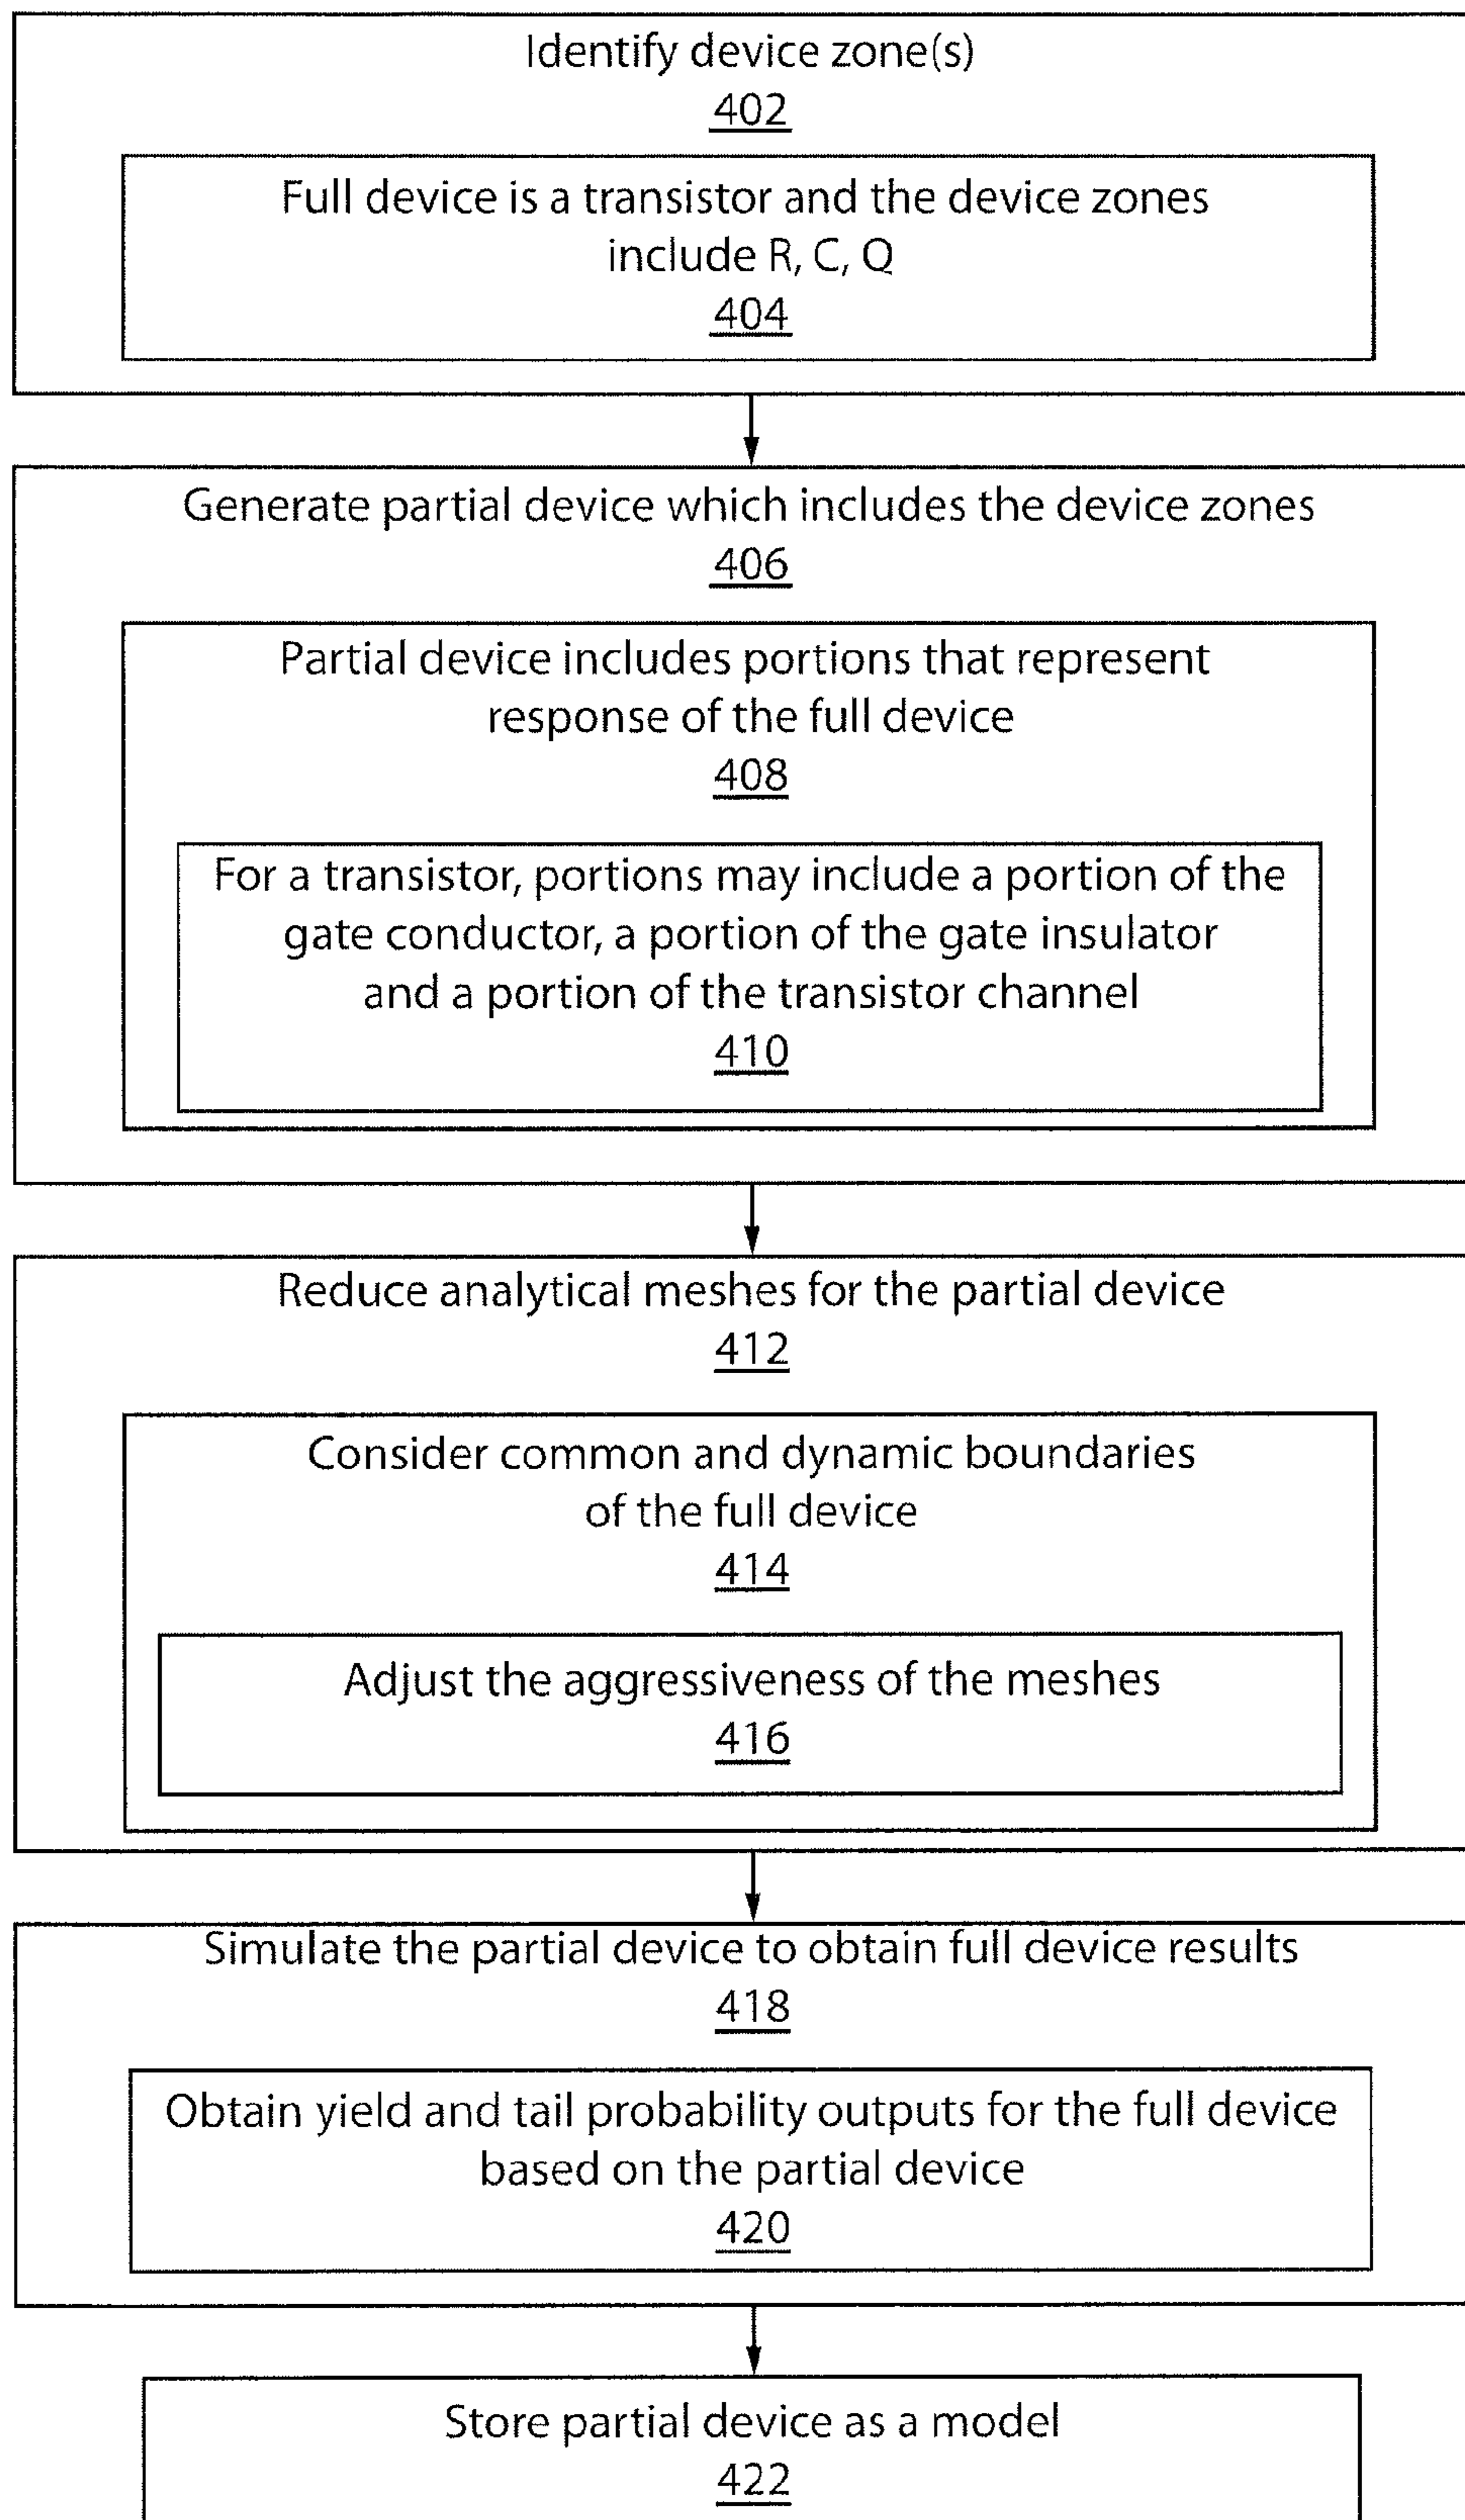 Identify device zone(s)
402
Full device is a transistor and the device zones
include R, C, Q
404
Generate partial device which includes the device zones
406
Partial device includes portions that represent
response of the full device
408
For a transistor, portions may include a portion of the
gate conductor, a portion of the gate insulator
and a portion of the transistor channel
410
Reduce analytical meshes for the partial device
412
Consider common and dynamic boundaries
of the full device
414
Adjust the aggressiveness of the meshes
416
Simulate the partial device to obtain full device results
418
Obtain yield and tail probability outputs for the full device
based on the partial device
420
Store partial device as a model
422